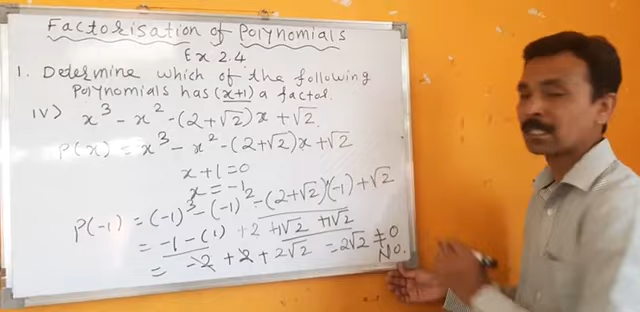 Factorisation of Polynomials
Ex 2.4
1. Determine which of the following
Polynomials has (x+1) a factor.
iv) x³ - x² - (2+√2)x + √2.
P(x) = x³ - x² - (2+√2)x + √2
x+1=0
x = -1
P(-1) = (-1)³ - (-1)² - (2+√2)(-1) + √2
= -1 - (1) + 2 + 1√2 + 1√2
= -2 + 2 + 2√2 = 2√2 ≠ 0
No.